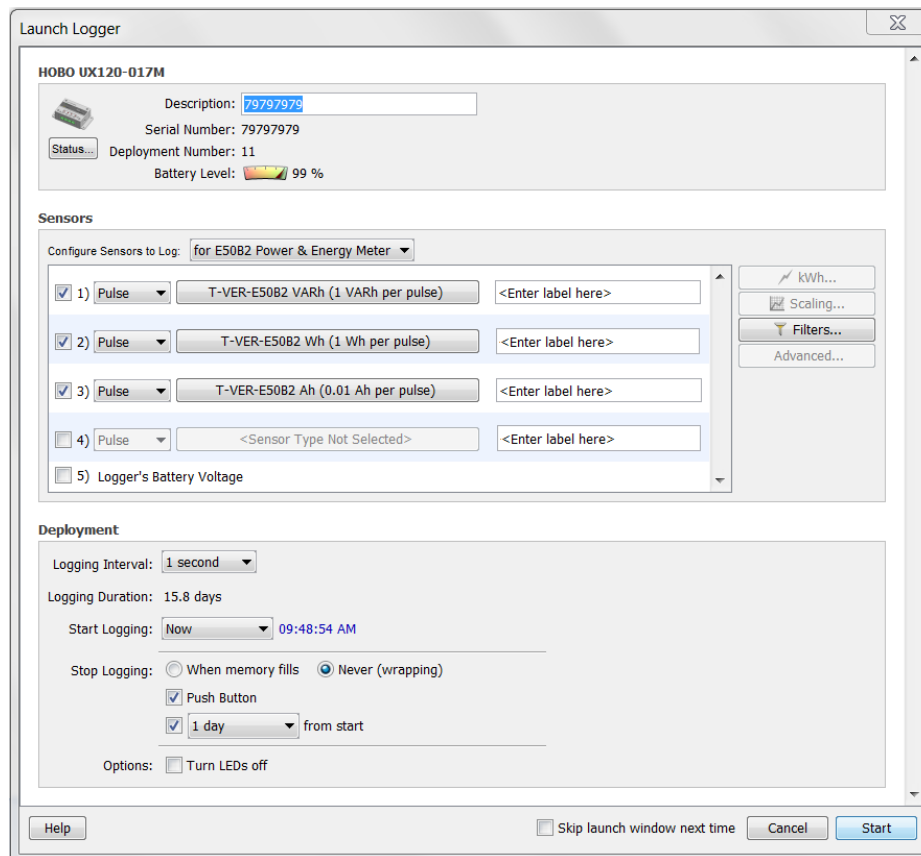 Launch Logger
HOBO UX120-017M
Description: 79797979
Serial Number: 79797979
Status... Deployment Number: 11
Battery Level: 99 %
Sensors
Configure Sensors to Log: for E50B2 Power & Energy Meter
1) Pulse T-VER-E50B2 VARh (1 VARh per pulse) <Enter label here>
2) Pulse T-VER-E50B2 Wh (1 Wh per pulse) <Enter label here>
3) Pulse T-VER-E50B2 Ah (0.01 Ah per pulse) <Enter label here>
4) Pulse <Sensor Type Not Selected> <Enter label here>
5) Logger's Battery Voltage
kWh...
Scaling...
Filters...
Advanced...
Deployment
Logging Interval: 1 second
Logging Duration: 15.8 days
Start Logging: Now 09:48:54 AM
Stop Logging: When memory fills Never (wrapping)
Push Button
1 day from start
Options: Turn LEDs off
Help Skip launch window next time Cancel Start